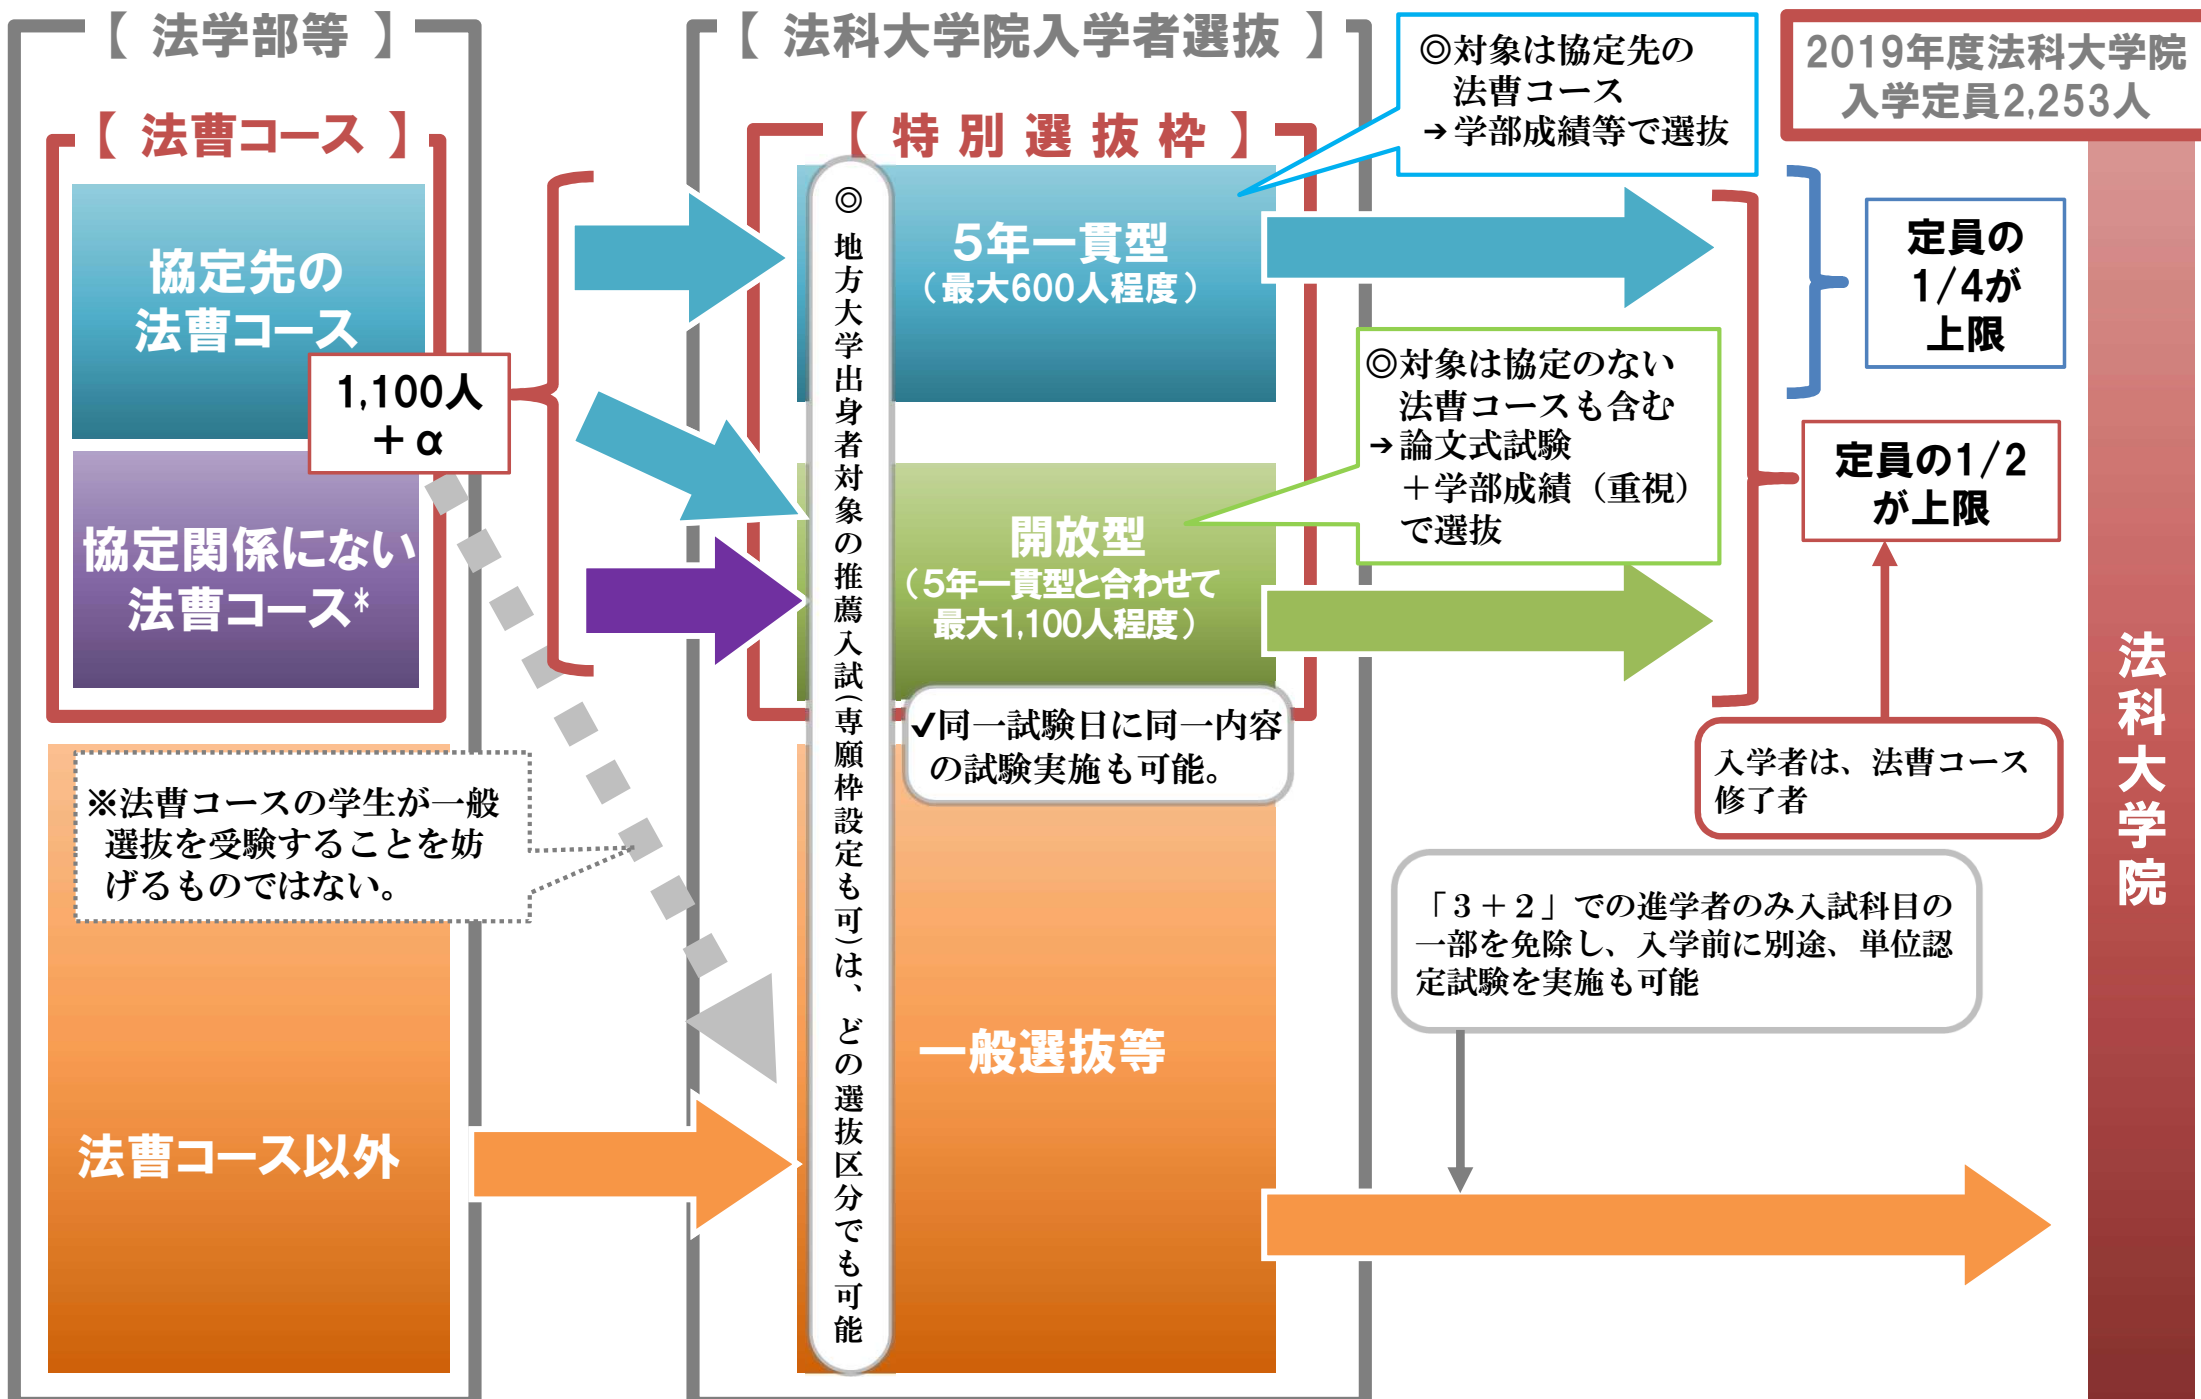 【 法学部等 】
【 法曹コース 】
協定先の
法曹コース
1,100人
＋α
協定関係にない
法曹コース*
※法曹コースの学生が一般
選抜を受験することを妨
げるものではない。
法曹コース以外
【 法科大学院入学者選抜 】
【 特別選抜枠 】
◎地方大学出身者対象の推薦入試(専願枠設定も可)は、どの選抜区分でも可能
5年一貫型
（最大600人程度）
開放型
（5年一貫型と合わせて
最大1,100人程度）
✓同一試験日に同一内容
の試験実施も可能。
一般選抜等
◎対象は協定先の
法曹コース
→学部成績等で選抜
◎対象は協定のない
法曹コースも含む
→論文式試験
＋学部成績（重視）
で選抜
2019年度法科大学院
入学定員2,253人
定員の
1/4が
上限
定員の1/2
が上限
入学者は、法曹コース
修了者
「３＋２」での進学者のみ入試科目の
一部を免除し、入学前に別途、単位認
定試験を実施も可能
法科大学院